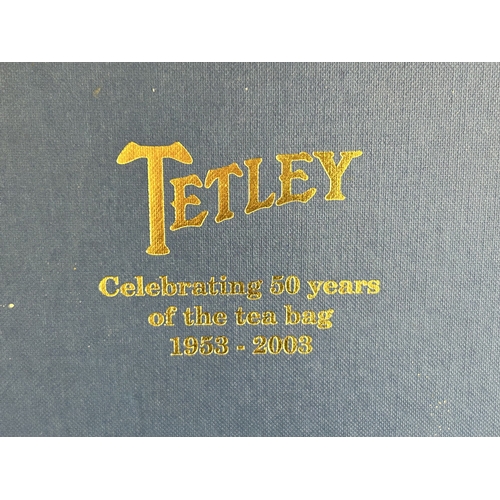 TETLEY
Celebrating 50 years
of the tea bag
1953 - 2003